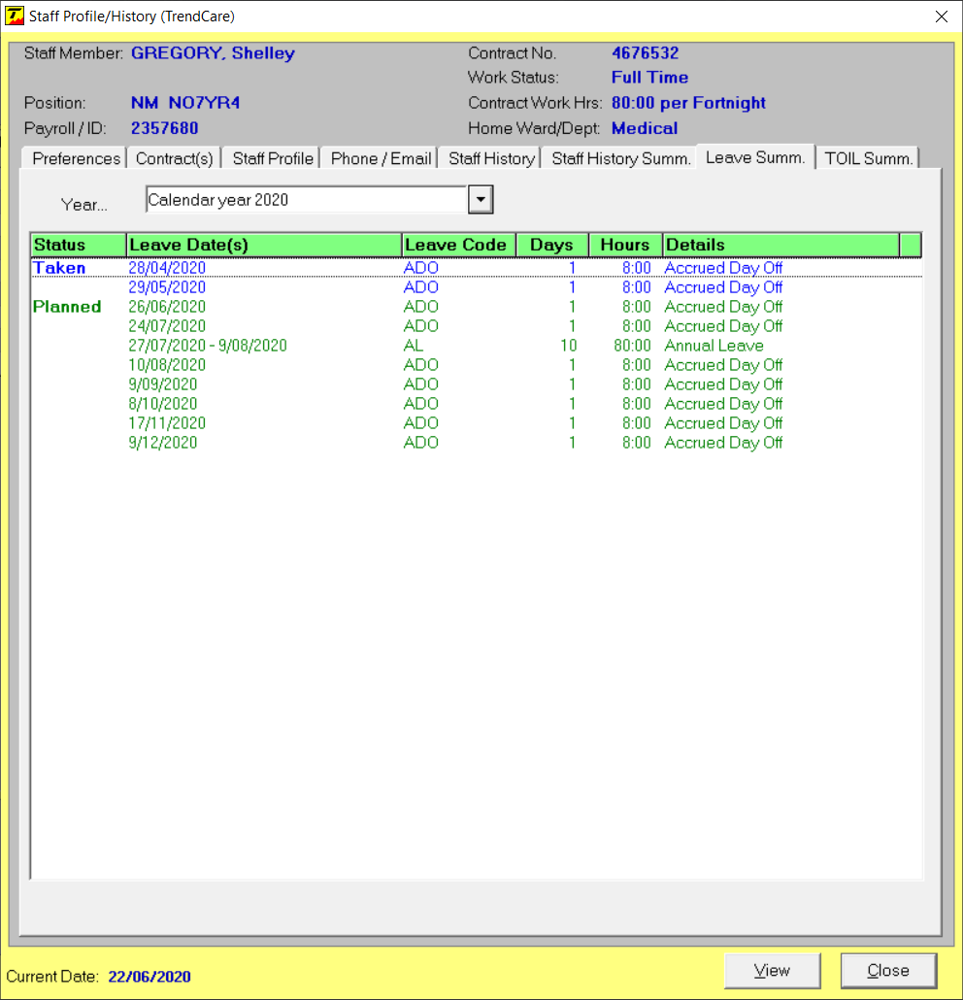 Staff Profile/History (TrendCare)
Staff Member: GREGORY, Shelley Contract No. 4676532
Work Status: Full Time
Position: NM NO7YR4 Contract Work Hrs: 80:00 per Fortnight
Payroll / ID: 2357680 Home Ward/Dept: Medical
Preferences Contract(s) Staff Profile Phone / Email Staff History Staff History Summ. Leave Summ. TOIL Summ.
Year... Calendar year 2020
Status Leave Date(s) Leave Code Days Hours Details
Taken 28/04/2020 ADO 1 8:00 Accrued Day Off
29/05/2020 ADO 1 8:00 Accrued Day Off
Planned 26/06/2020 ADO 1 8:00 Accrued Day Off
24/07/2020 ADO 1 8:00 Accrued Day Off
27/07/2020 - 9/08/2020 AL 10 80:00 Annual Leave
10/08/2020 ADO 1 8:00 Accrued Day Off
9/09/2020 ADO 1 8:00 Accrued Day Off
8/10/2020 ADO 1 8:00 Accrued Day Off
17/11/2020 ADO 1 8:00 Accrued Day Off
9/12/2020 ADO 1 8:00 Accrued Day Off
Current Date: 22/06/2020 View Close